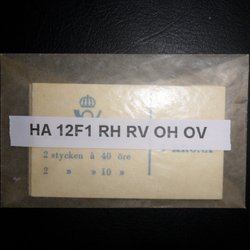 HA 12F1 RH RV OH OV
2 stycken à 40 öre
2 » » 10 »